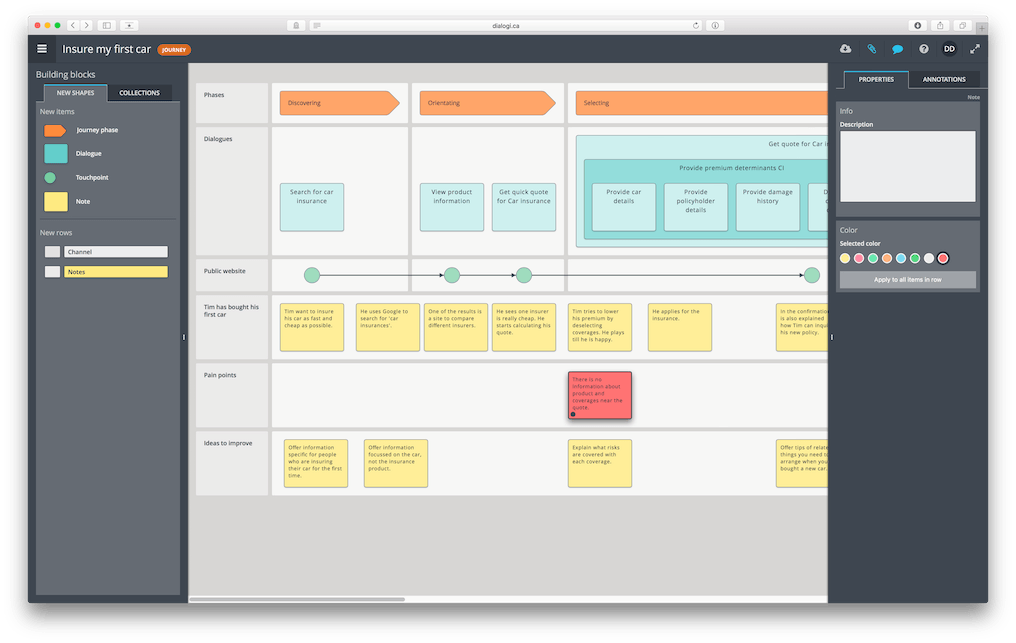 dialogi.ca
Insure my first car
JOURNEY
DD
Building blocks
NEW SHAPES
COLLECTIONS
New items
Journey phase
Dialogue
Touchpoint
Note
New rows
Channel
Notes
Phases
Discovering
Orientating
Selecting
Dialogues
Search for car
insurance
View product
information
Get quick quote
for Car insurance
Get quote for Car in
Provide premium determinants CI
Provide car
details
Provide
policyholder
details
Provide damage
history
Public website
Tim has bought his
first car
Tim want to insure
his car as fast and
cheap as possible.
He uses Google to
search for 'car
insurances'.
One of the results is
a site to compare
different insurers.
He sees one insurer
is really cheap. He
starts calculating his
quote.
Tim tries to lower
his premium by
deselecting
coverages. He plays
till he is happy.
He applies for the
insurance.
In the confirmation
is also explained
how Tim can inqu
his new policy.
Pain points
There is no
information about
product and
coverages near the
quote.
Ideas to improve
Offer information
specific for people
who are insuring
their car for the first
time.
Offer information
focussed on the car,
not the insurance
product.
Explain what risks
are covered with
each coverage.
Offer tips of relate
things you need to
arrange when you
bought a new car.
PROPERTIES
ANNOTATIONS
Note
Info
Description
Color
Selected color
Apply to all items in row